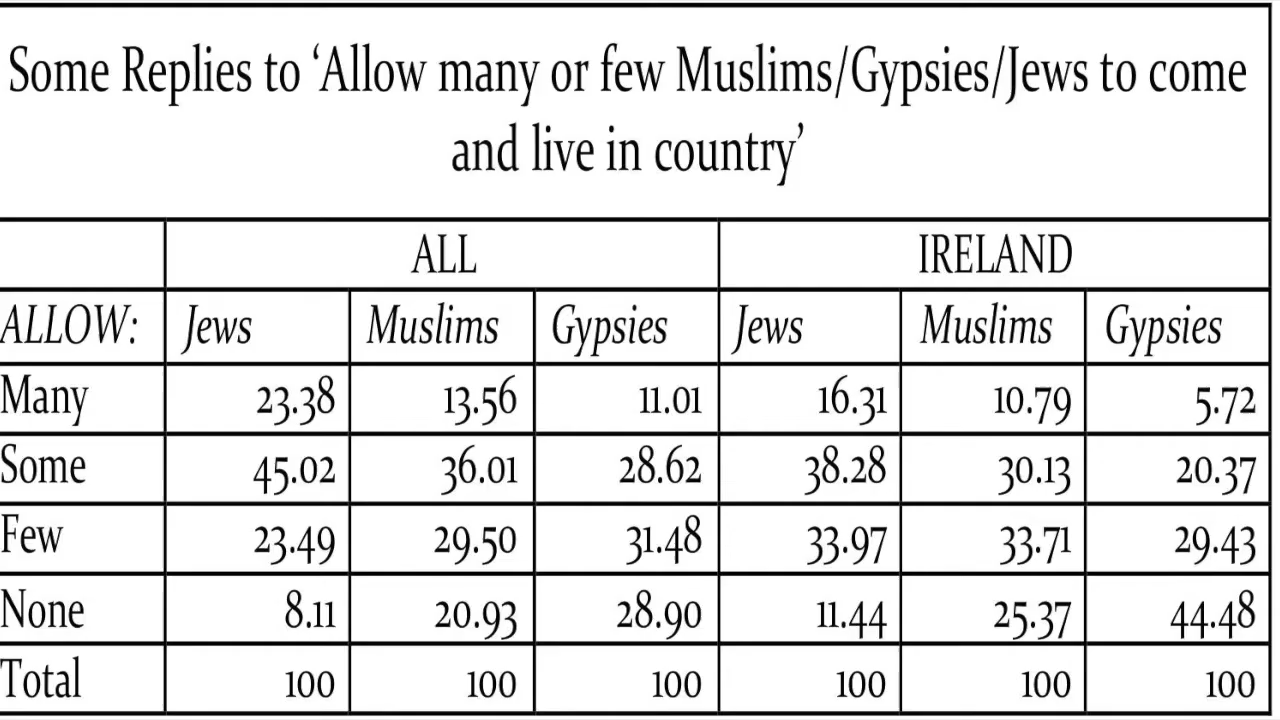 Some Replies to ‘Allow many or few Muslims/Gypsies/Jews to come
and live in country’
ALL IRELAND
ALLOW: Jews Muslims Gypsies Jews Muslims Gypsies
Many 23.38 13.56 11.01 16.31 10.79 5.72
Some 45.02 36.01 28.62 38.28 30.13 20.37
Few 23.49 29.50 31.48 33.97 33.71 29.43
None 8.11 20.93 28.90 11.44 25.37 44.48
Total 100 100 100 100 100 100